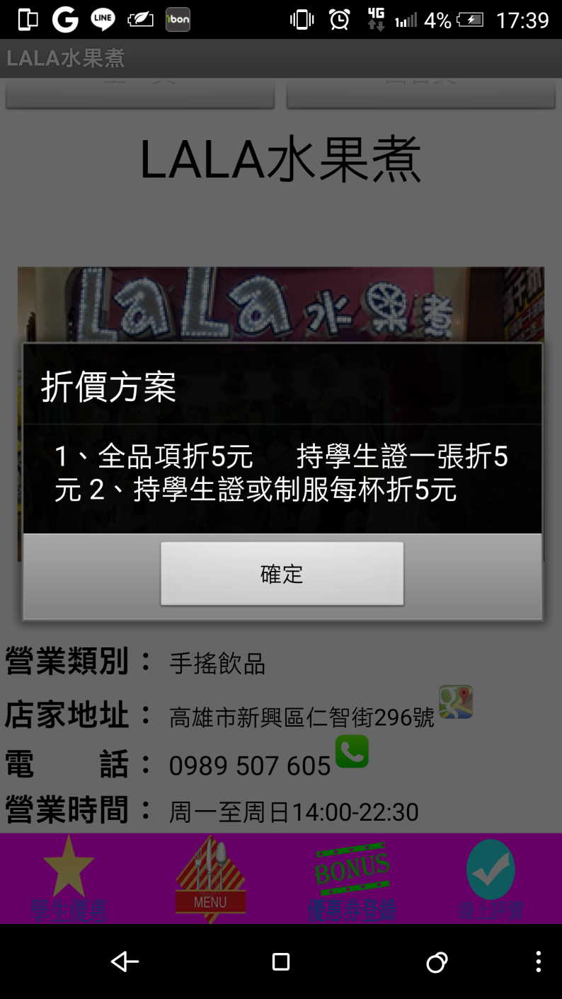 LINE
ibon
4G
4%
17:39
LALA水果煮
LALA水果煮
LaLa水果煮
折價方案
1、全品項折5元 持學生證一張折5
元 2、持學生證或制服每杯折5元
確定
營業類別： 手搖飲品
店家地址： 高雄市新興區仁智街296號
電 話： 0989 507 605
營業時間： 周一至周日14:00-22:30
MENU
BONUS
學生優惠
優惠券登錄
線上評價